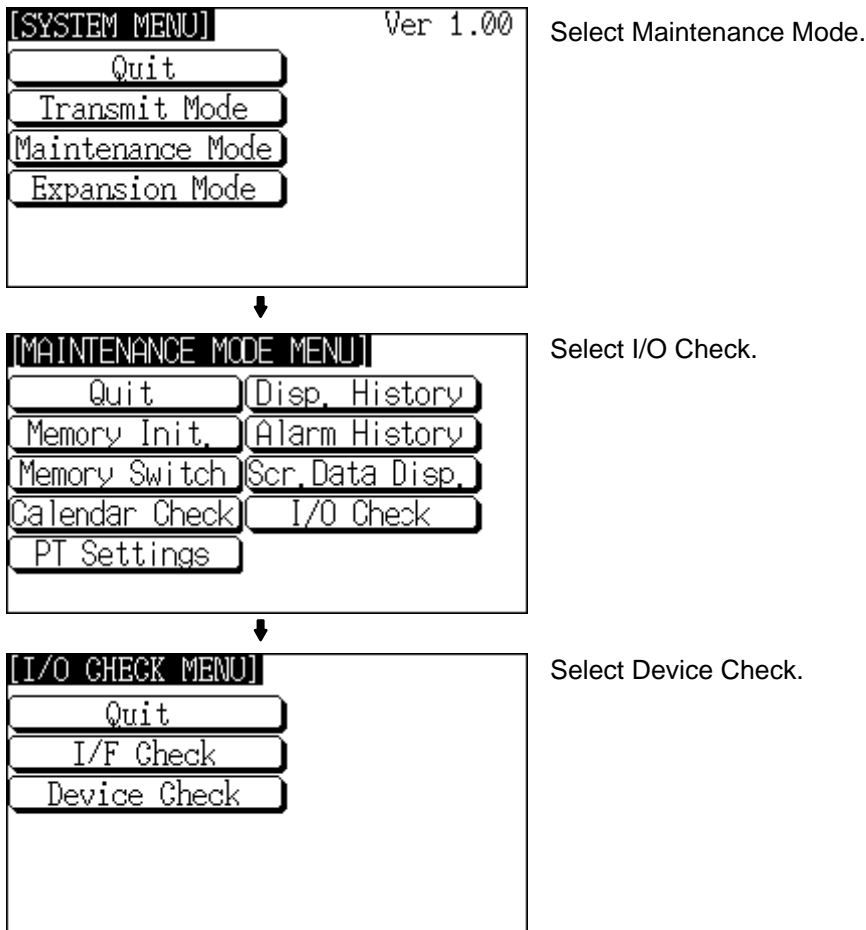 [SYSTEM MENU] Ver 1.00
Select Maintenance Mode.
Quit
Transmit Mode
Maintenance Mode
Expansion Mode
[MAINTENANCE MODE MENU]
Select I/O Check.
Quit Disp. History
Memory Init. Alarm History
Memory Switch Scr.Data Disp.
Calendar Check I/O Check
PT Settings
[I/O CHECK MENU]
Select Device Check.
Quit
I/F Check
Device Check